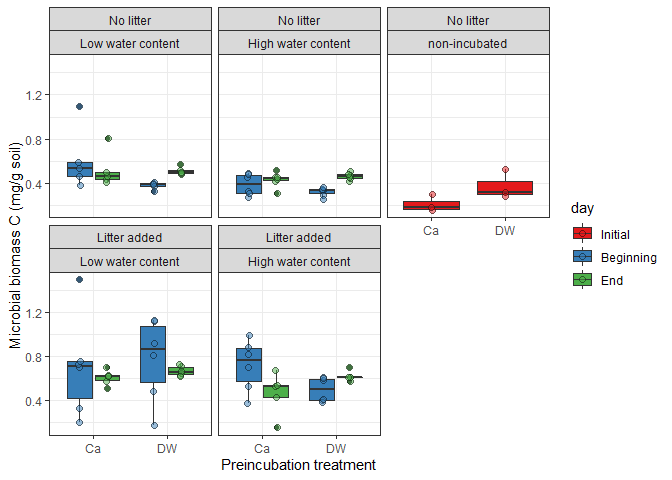 No litter
Low water content
No litter
High water content
No litter
non-incubated
1.2
0.8
0.4
Ca
DW
Litter added
Low water content
Litter added
High water content
1.2
0.8
0.4
Ca
DW
Ca
DW
Microbial biomass C (mg/g soil)
Preincubation treatment
day
Initial
Beginning
End